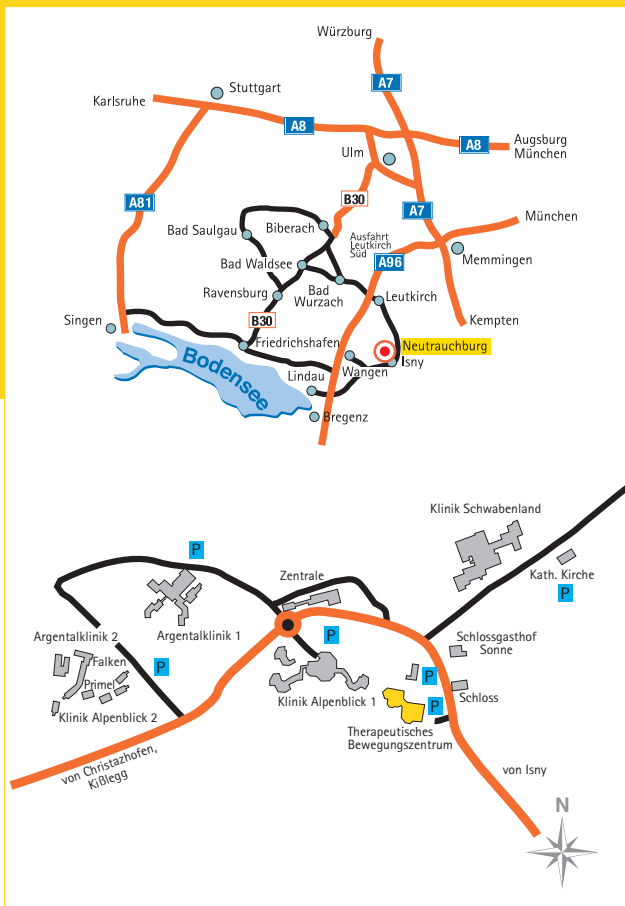 Würzburg
A7
Stuttgart
Karlsruhe
A8
A8
Augsburg
München
Ulm
B30
A81
A7
München
Biberach
Bad Saulgau
Ausfahrt
Leutkirch
Süd
Memmingen
A96
Bad Waldsee
Ravensburg
Bad
Wurzach
Leutkirch
Singen
B30
Kempten
Friedrichshafen
Neutrauchburg
Isny
Wangen
Bodensee
Lindau
Bregenz
Klinik Schwabenland
P
Kath. Kirche
P
Zentrale
Argentalklinik 2
Argentalklinik 1
P
Schlossgasthof
Sonne
Falken
P
Primel
P
Klinik Alpenblick 1
Schloss
P
Klinik Alpenblick 2
Therapeutisches
Bewegungszentrum
von Christazhofen,
Kißlegg
von Isny
N